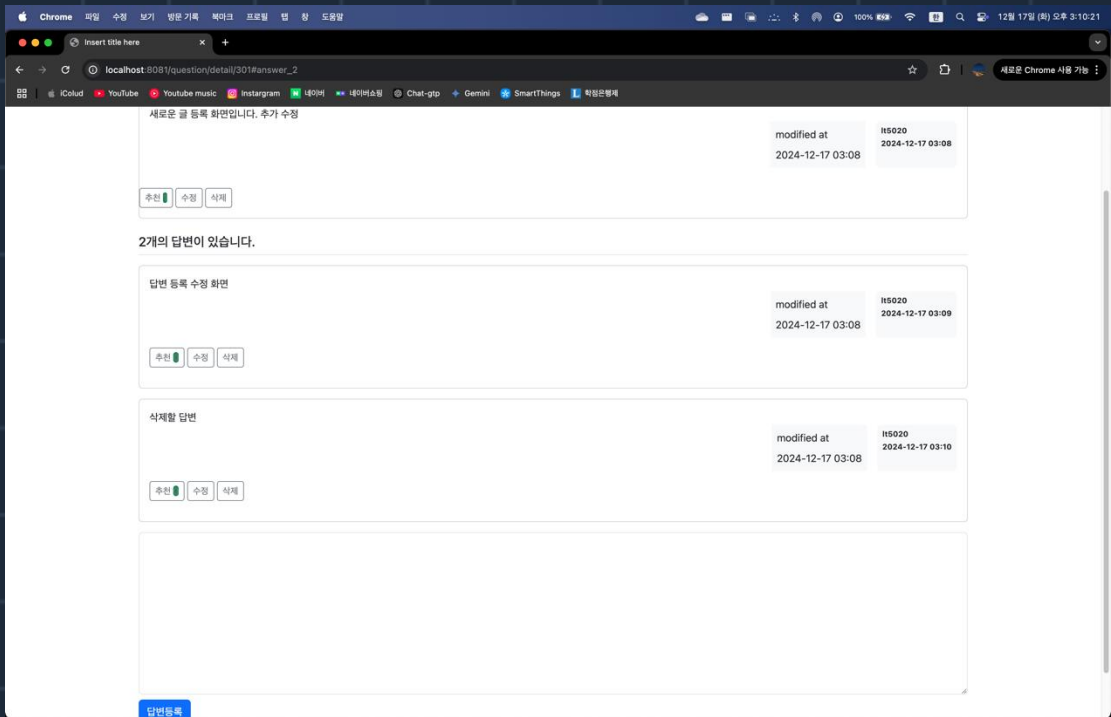 Chrome 파일 수정 보기 방문 기록 북마크 프로필 탭 창 도움말 100% 한 12월 17일 (화) 오후 3:10:21
Insert title here
localhost:8081/question/detail/301#answer_2 새로운 Chrome 사용 가능
iColud YouTube Youtube music Instargram 네이버 네이버쇼핑 Chat-gtp Gemini SmartThings 학점은행제
새로운 글 등록 화면입니다. 추가 수정
modified at
2024-12-17 03:08
lt5020
2024-12-17 03:08
추천 수정 삭제
2개의 답변이 있습니다.
답변 등록 수정 화면
modified at
2024-12-17 03:08
lt5020
2024-12-17 03:09
추천 수정 삭제
삭제할 답변
modified at
2024-12-17 03:08
lt5020
2024-12-17 03:10
추천 수정 삭제
답변등록